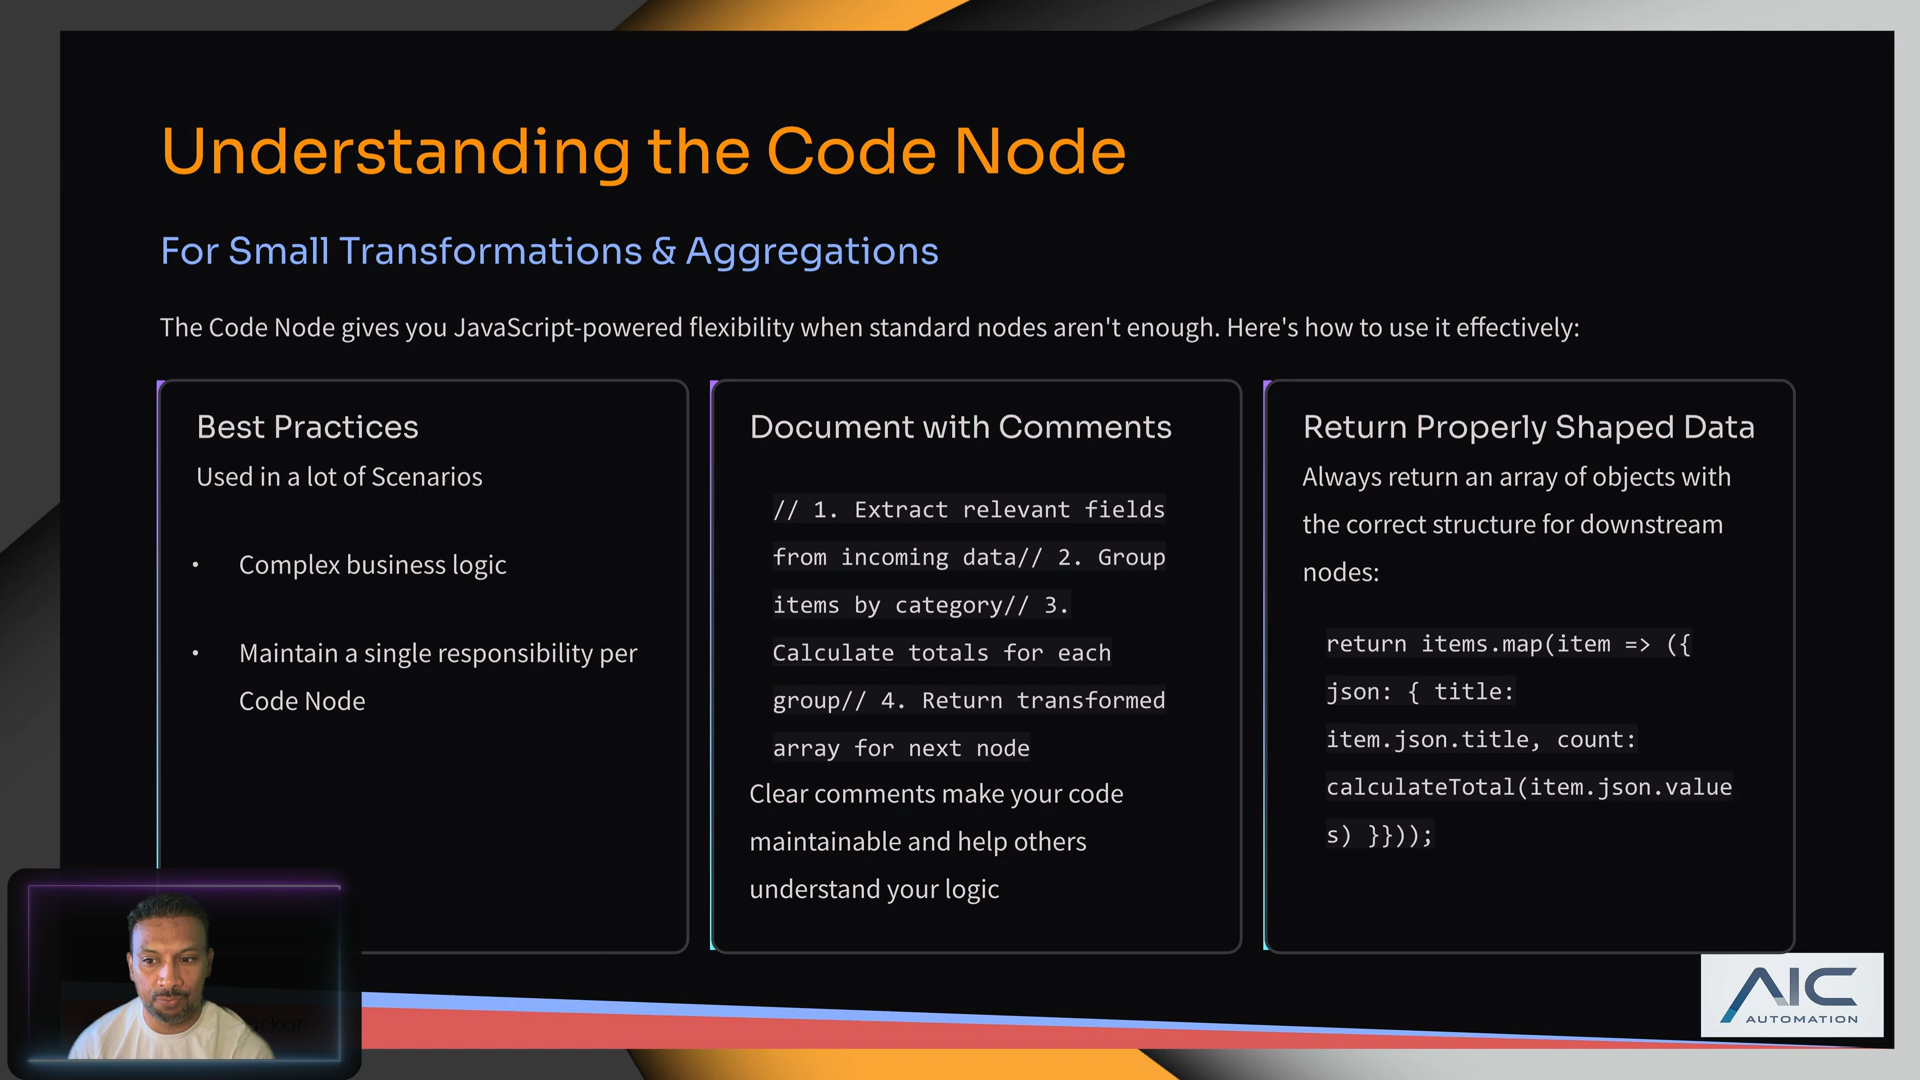 Understanding the Code Node
For Small Transformations & Aggregations
The Code Node gives you JavaScript-powered flexibility when standard nodes aren't enough. Here's how to use it effectively:
Best Practices
Used in a lot of Scenarios
• Complex business logic
• Maintain a single responsibility per
Code Node
Document with Comments
// 1. Extract relevant fields
from incoming data// 2. Group
items by category// 3.
Calculate totals for each
group// 4. Return transformed
array for next node
Clear comments make your code
maintainable and help others
understand your logic
Return Properly Shaped Data
Always return an array of objects with
the correct structure for downstream
nodes:
return items.map(item => ({
json: { title:
item.json.title, count:
calculateTotal(item.json.value
s) }}));
AIC
AUTOMATION